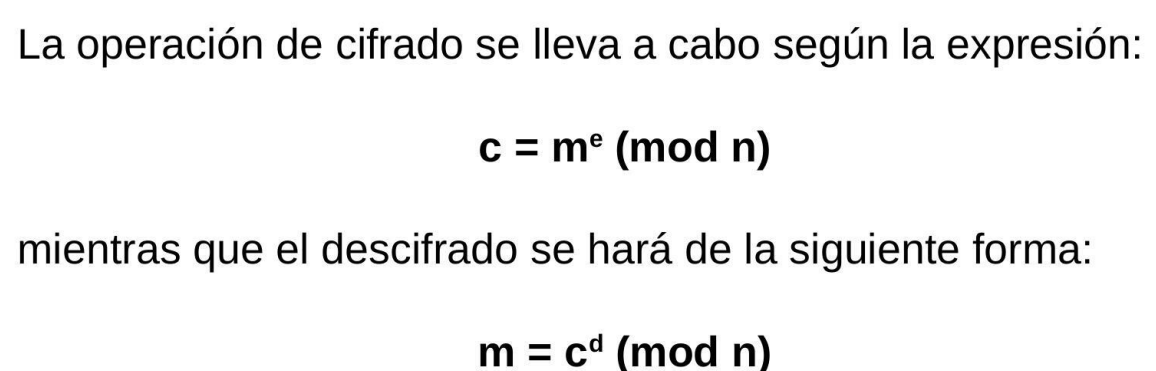 La operación de cifrado se lleva a cabo según la expresión:
c = mᵉ (mod n)
mientras que el descifrado se hará de la siguiente forma:
m = cᵈ (mod n)